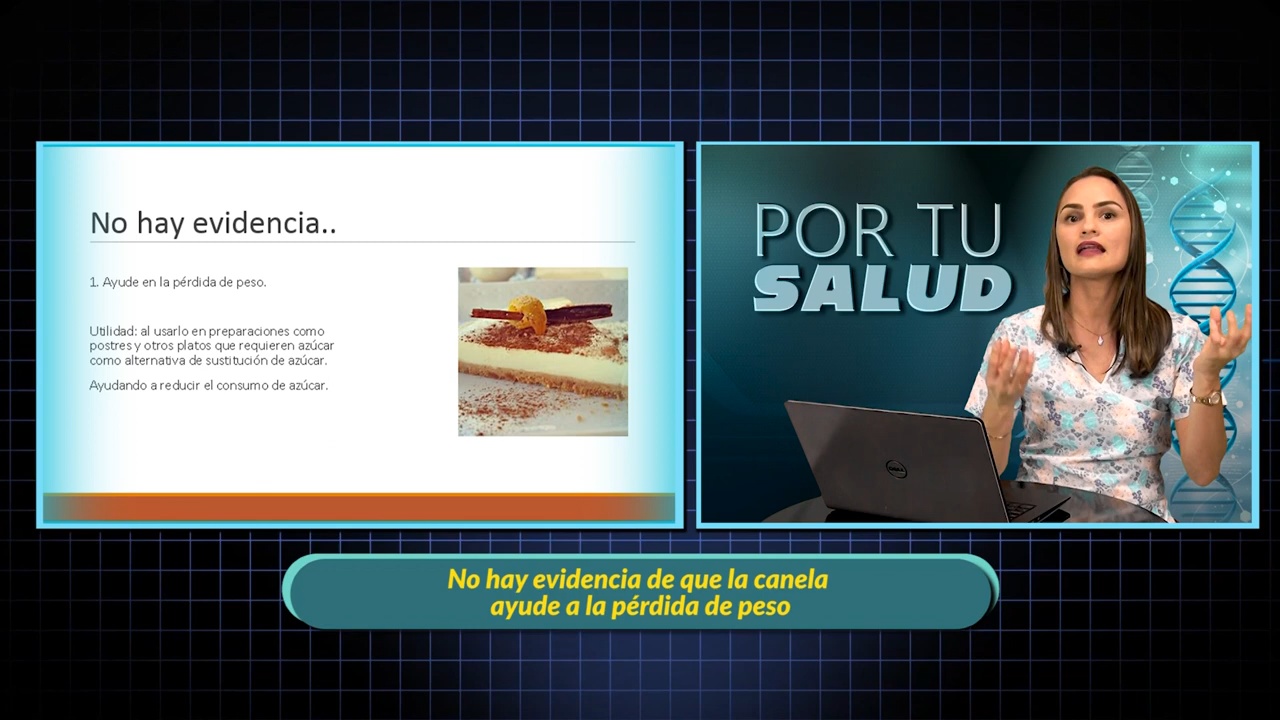 No hay evidencia..
1. Ayude en la pérdida de peso.
Utilidad: al usarlo en preparaciones como
postres y otros platos que requieren azúcar
como alternativa de sustitución de azúcar.
Ayudando a reducir el consumo de azúcar.
POR TU
SALUD
DELL
No hay evidencia de que la canela
ayude a la pérdida de peso